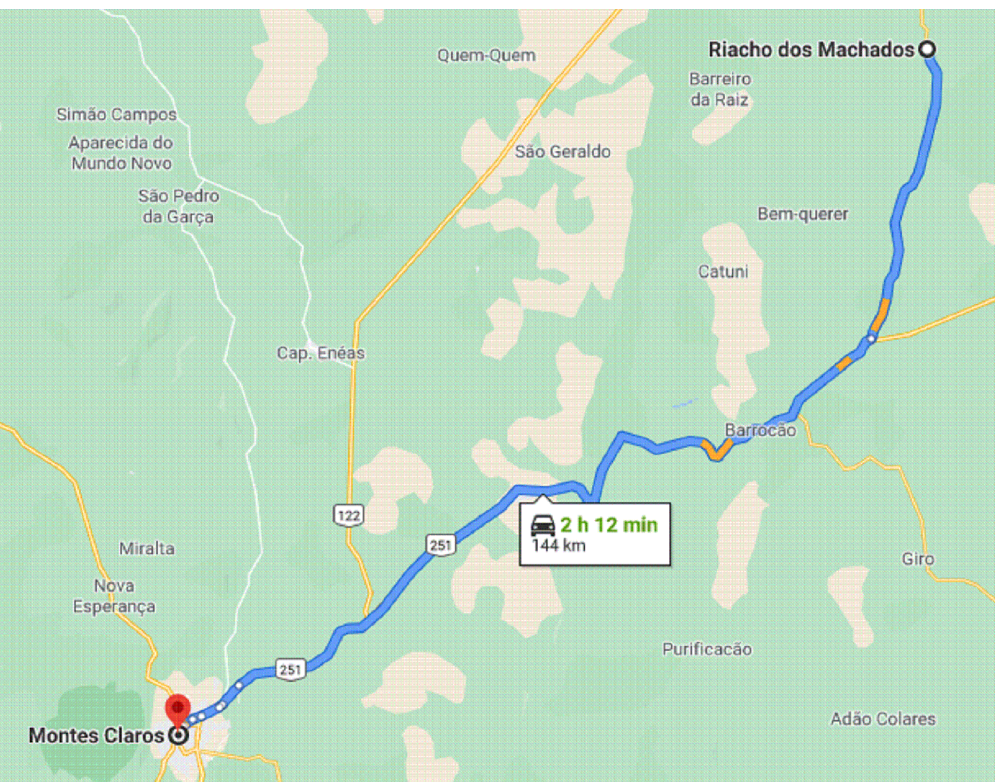 Quem-Quem
Riacho dos Machados
Barreiro
da Raiz
Simão Campos
Aparecida do
Mundo Novo
São Geraldo
São Pedro
da Garça
Bem-querer
Catuni
Cap. Enéas
Barrocão
122
2 h 12 min
144 km
251
Miralta
Giro
Nova
Esperança
Purificacão
251
Adão Colares
Montes Claros